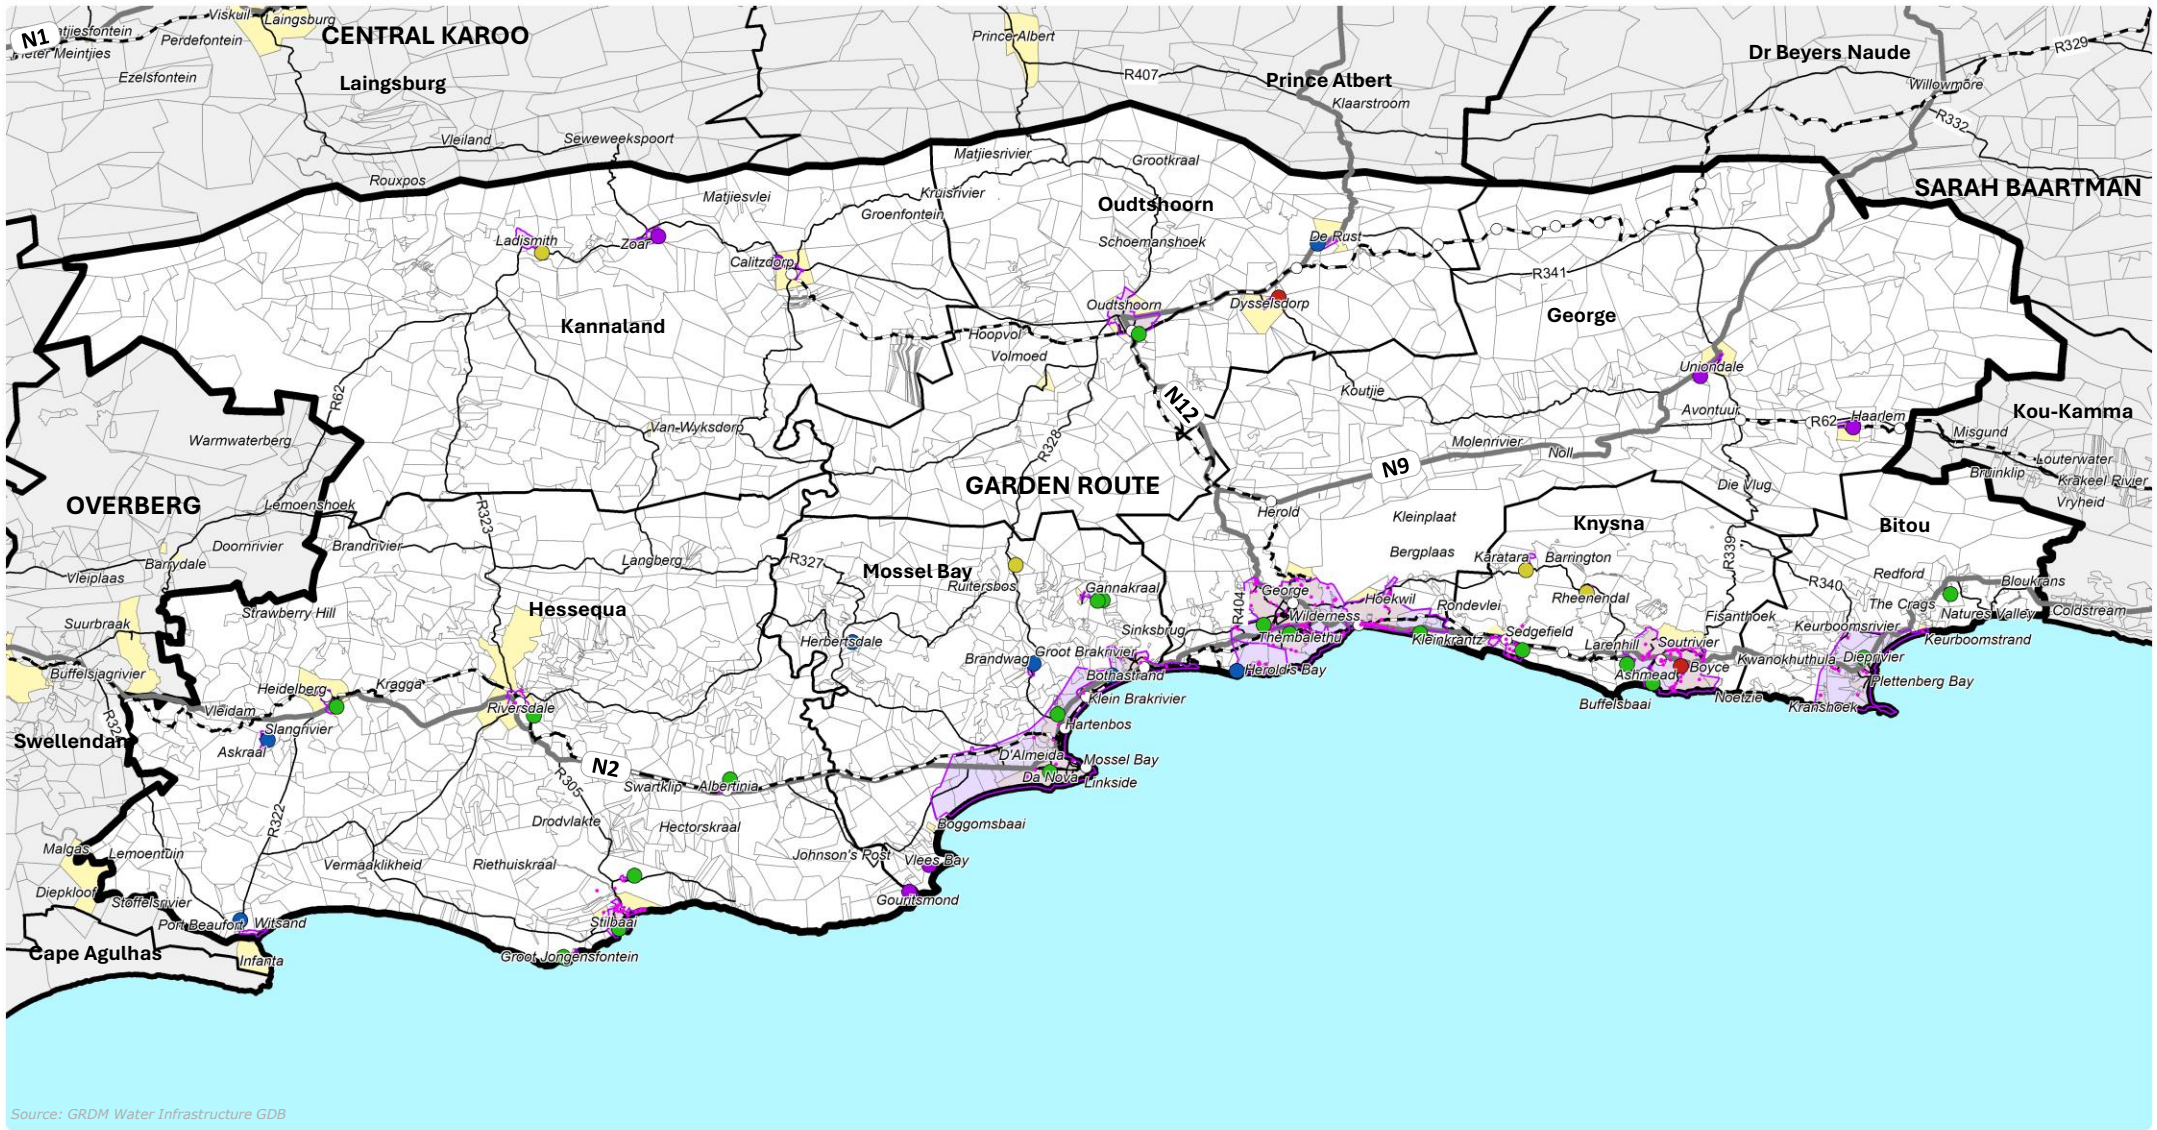 Viskuil
Laingsburg
N1
Perdefontein
CENTRAL KAROO
Prince Albert
Dr Beyers Naude
R329
Ezelsfontein
Laingsburg
R407
Prince Albert
Klaarstroom
Willowmore
R332
Vleiland
Seweweekspoort
Matjiesrivier
Grootkraal
Rouxpos
Matjiesvlei
Kruisrivier
Groenfontein
Oudtshoorn
SARAH BAARTMAN
Ladismith
Zoar
Calitzdorp
Schoemanshoek
De Rust
R341
Oudtshoorn
Dysselsdorp
George
Kannaland
Hoopvol
Volmoed
Uniondale
R62
N12
Koutjie
Avontuur
R62
Haarlem
Kou-Kamma
Warmwaterberg
Van-Wyksdorp
R328
Molenrivier
Noll
Misgund
Louterwater
Bruinklip
Krakeel Rivier
Vryheid
N9
OVERBERG
GARDEN ROUTE
Die Vlug
Lemoenshoek
R323
Herold
Kleinplaat
Knysna
Bitou
Doornrivier
Brandrivier
Langberg
R327
Mossel Bay
Bergplaas
Karatara
Barrington
R339
Barrydale
Vleiplaas
Ruitersbos
Gannakraal
George
Hoekwil
Rheenendal
R340
Redford
Bloukrans
Strawberry Hill
Hessequa
R404
Wilderness
Rondevlei
Fisanthoek
The Crags
Natures Valley
Coldstream
Suurbraak
Herbertsdale
Sinksbrug
Thembalethu
Kleinkrantz
Sedgefield
Larenhill
Soutrivier
Keurboomsrivier
Keurboomstrand
Buffelsjagrivier
Brandwag
Groot Brakrivier
Bothastrand
Herold's Bay
Ashmead
Boyce
Kwanokhuthula
Dieprivier
Plettenberg Bay
Heidelberg
Kragga
Riversdale
Klein Brakrivier
Buffelsbaai
Noetzie
Kranshoek
Vleidam
Slangrivier
Askraal
Hartenbos
Swellendam
N2
D'Almeida
Mossel Bay
Da Nova
Linkside
R305
Swartklip
Albertinia
R322
Drodvlakte
Hectorskraal
Boggomsbaai
Malgas
Lemoentuin
Vermaaklikheid
Riethuiskraal
Johnson's Post
Vlees Bay
Diepkloof
Stoffelsrivier
Gouritsmond
Port Beaufort
Witsand
Stilbaai
Cape Agulhas
Infanta
Groot Jongensfontein
Source: GRDM Water Infrastructure GDB